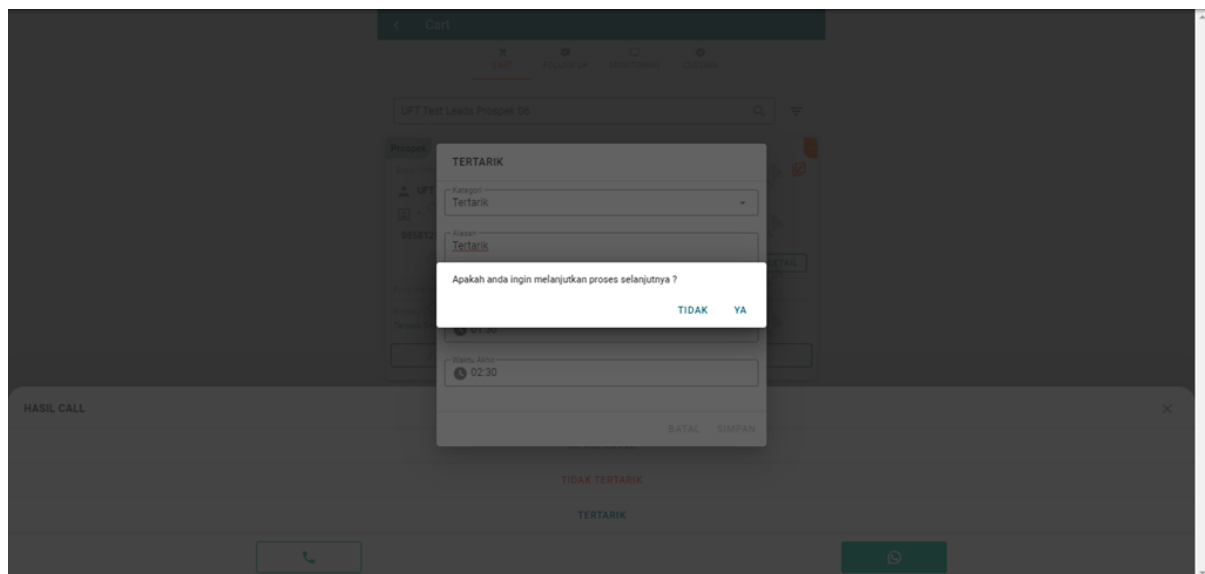 Cart
CART
FOLLOW UP
MONITORING
CLOSING
UFT Test Leads Prospek 06
Prospek
TERTARIK
UFT
Kategori
Tertarik
Alasan
Tertarik
085812
DETAIL
Apakah anda ingin melanjutkan proses selanjutnya ?
TIDAK YA
01:30
Waktu Akhir
02:30
HASIL CALL
BATAL SIMPAN
TIDAK TERTARIK
TERTARIK